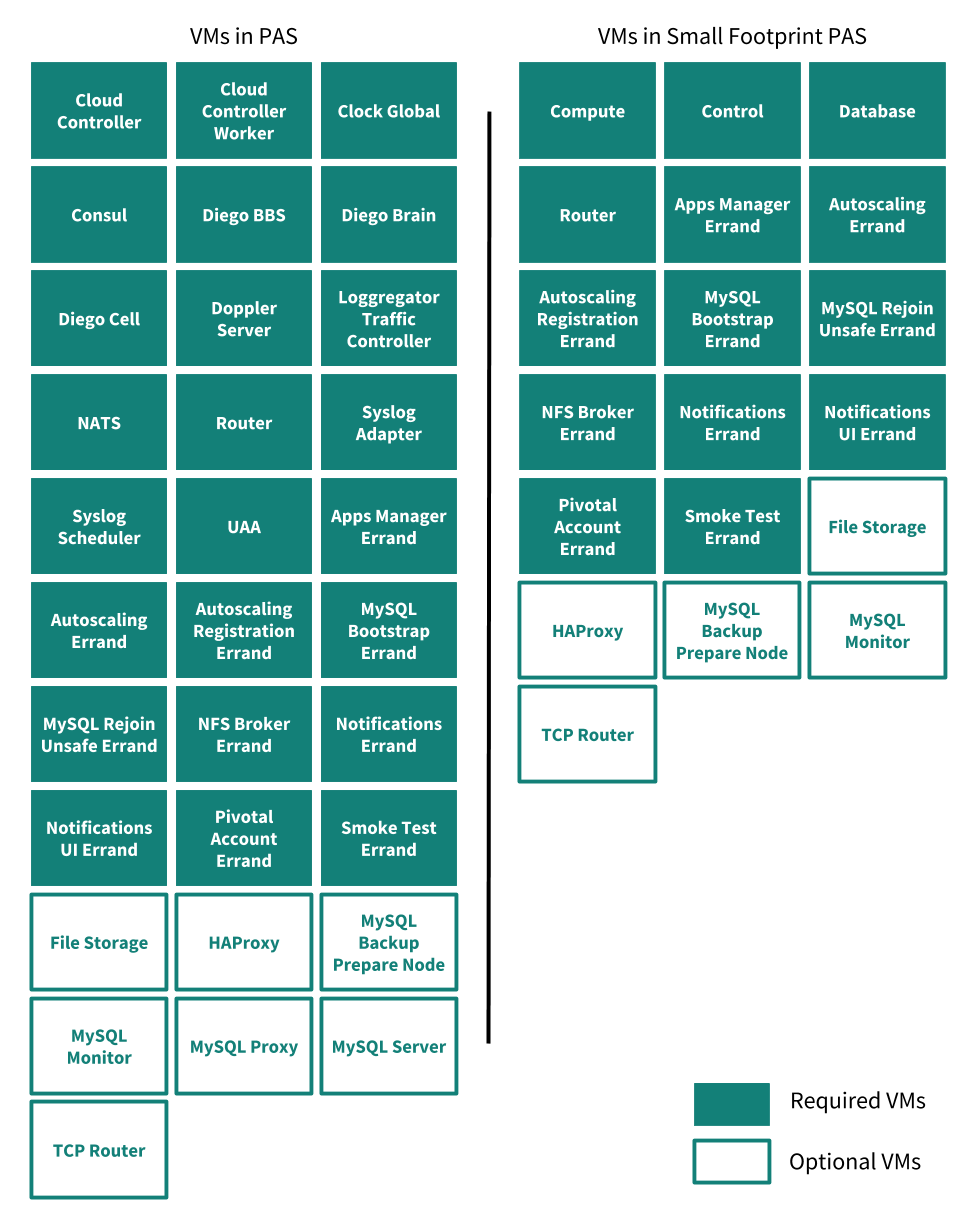 VMs in PAS
Cloud
Controller
Cloud
Controller
Worker
Clock Global
Consul
Diego BBS
Diego Brain
Diego Cell
Doppler
Server
Loggregator
Traffic
Controller
NATS
Router
Syslog
Adapter
Syslog
Scheduler
UAA
Apps Manager
Errand
Autoscaling
Errand
Autoscaling
Registration
Errand
MySQL
Bootstrap
Errand
MySQL Rejoin
Unsafe Errand
NFS Broker
Errand
Notifications
Errand
Notifications
UI Errand
Pivotal
Account
Errand
Smoke Test
Errand
File Storage
HAProxy
MySQL
Backup
Prepare Node
MySQL
Monitor
MySQL Proxy
MySQL Server
TCP Router
VMs in Small Footprint PAS
Compute
Control
Database
Router
Apps Manager
Errand
Autoscaling
Errand
Autoscaling
Registration
Errand
MySQL
Bootstrap
Errand
MySQL Rejoin
Unsafe Errand
NFS Broker
Errand
Notifications
Errand
Notifications
UI Errand
Pivotal
Account
Errand
Smoke Test
Errand
File Storage
HAProxy
MySQL
Backup
Prepare Node
MySQL
Monitor
TCP Router
Required VMs
Optional VMs